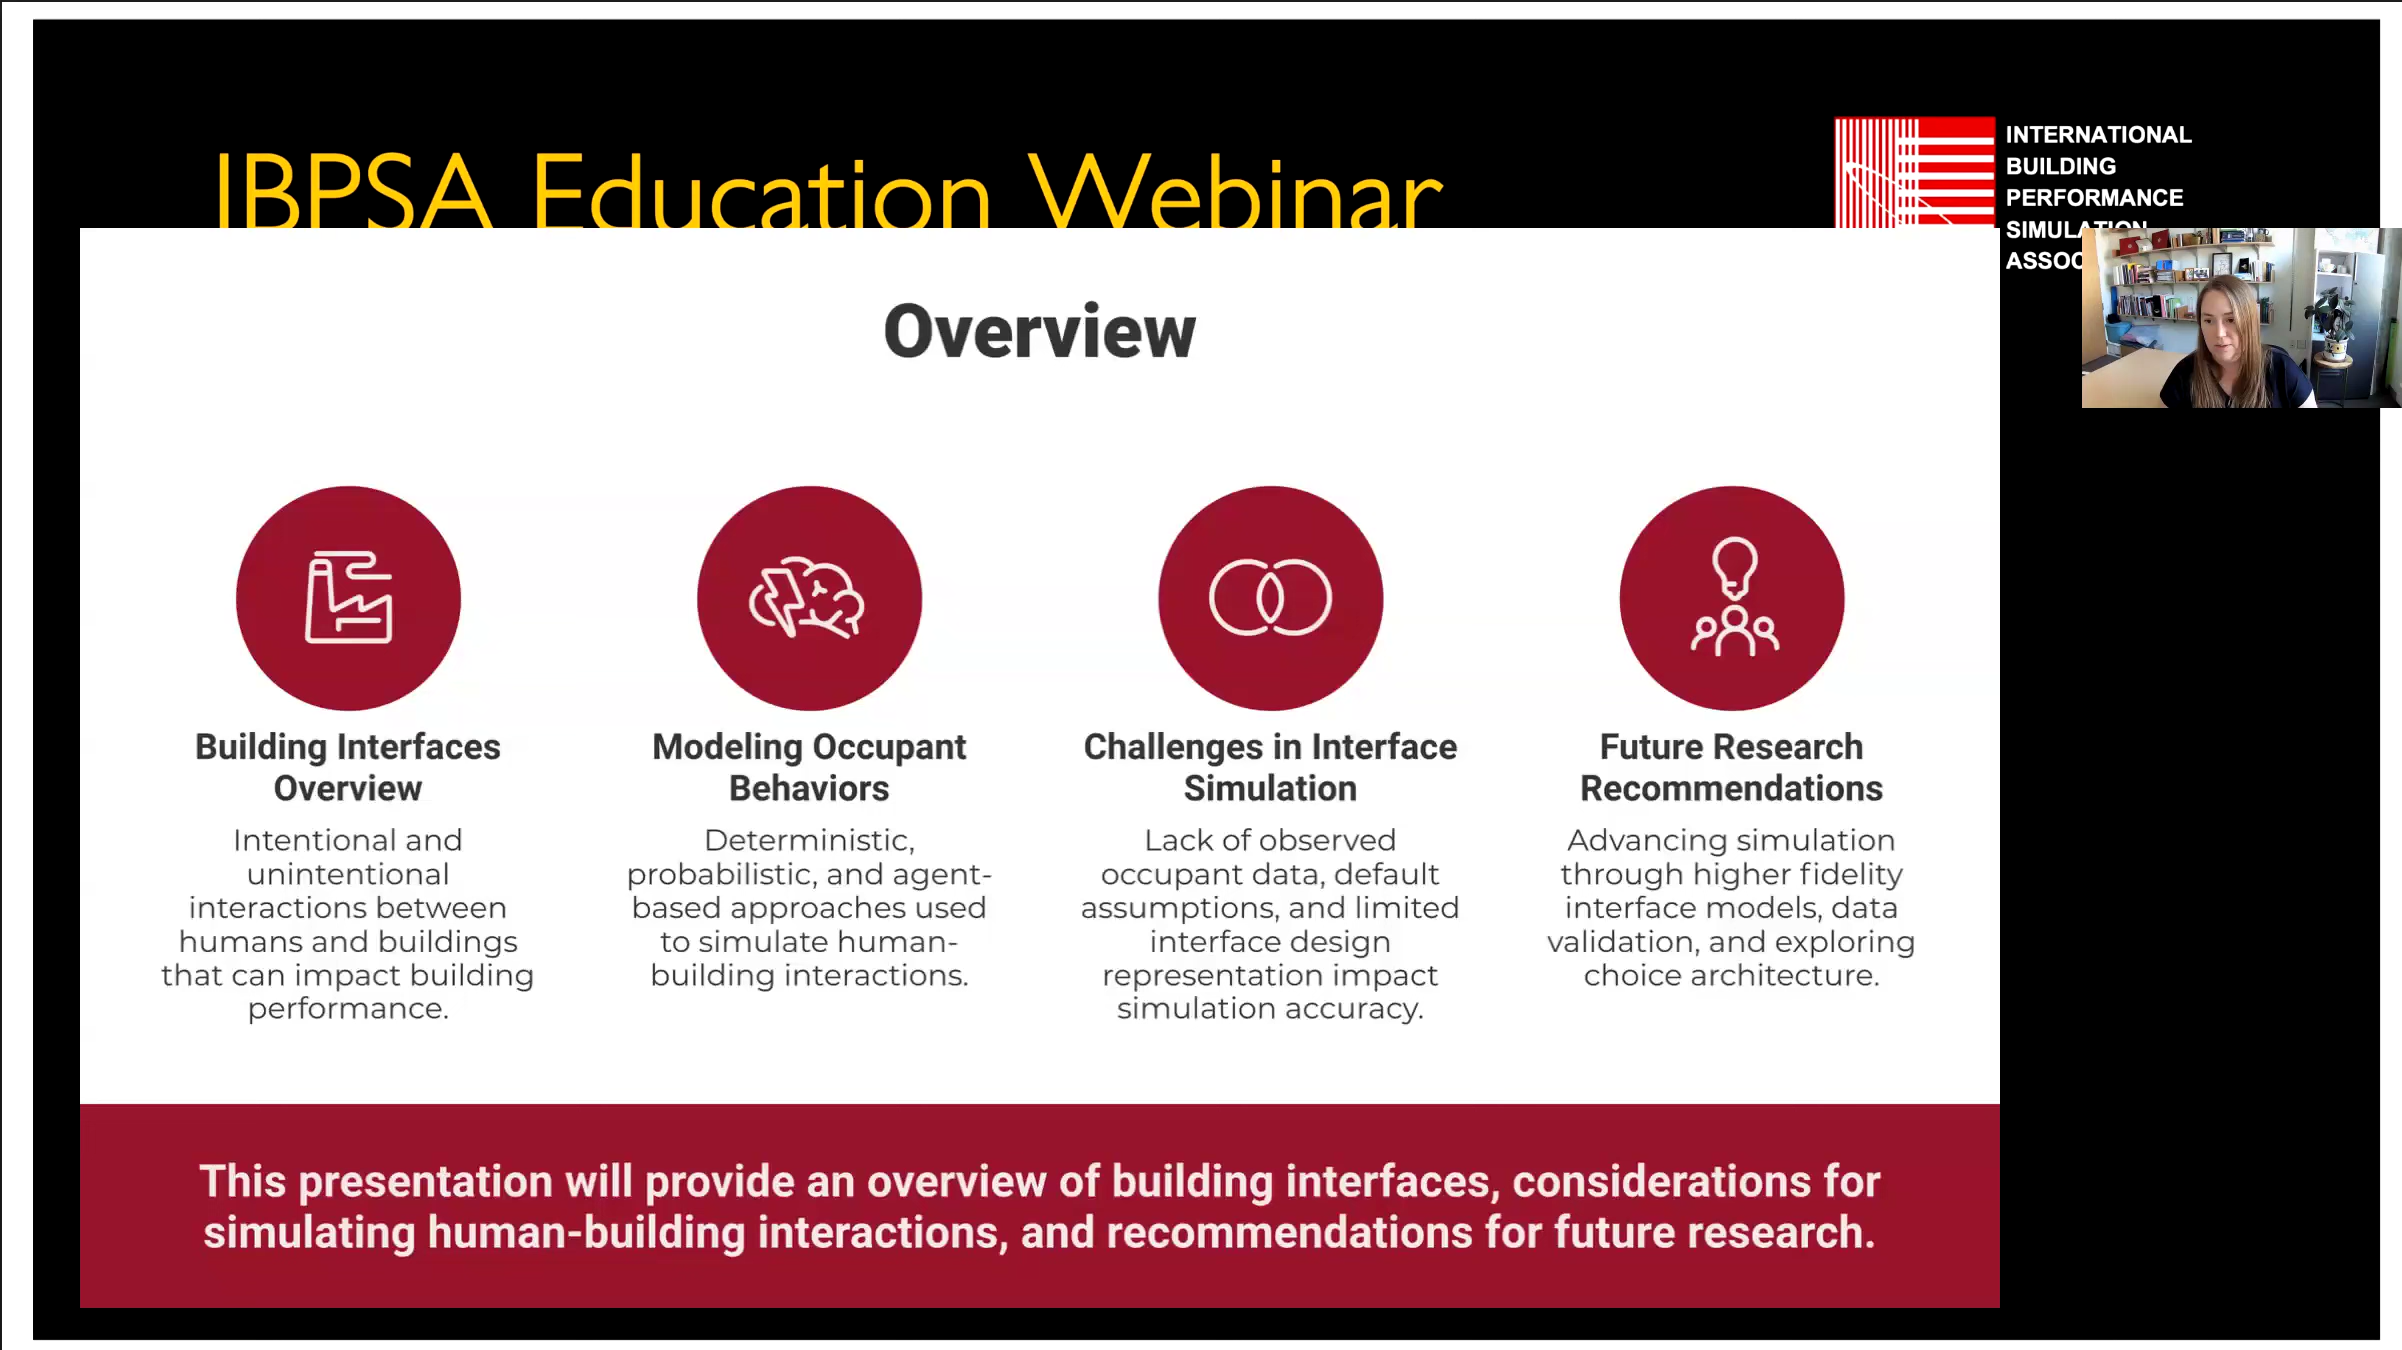 IBPSA Education Webinar
INTERNATIONAL
BUILDING
PERFORMANCE
SIMULATION
ASSOC
Overview
Building Interfaces
Overview
Intentional and
unintentional
interactions between
humans and buildings
that can impact building
performance.
Modeling Occupant
Behaviors
Deterministic,
probabilistic, and agent-
based approaches used
to simulate human-
building interactions.
Challenges in Interface
Simulation
Lack of observed
occupant data, default
assumptions, and limited
interface design
representation impact
simulation accuracy.
Future Research
Recommendations
Advancing simulation
through higher fidelity
interface models, data
validation, and exploring
choice architecture.
This presentation will provide an overview of building interfaces, considerations for
simulating human-building interactions, and recommendations for future research.